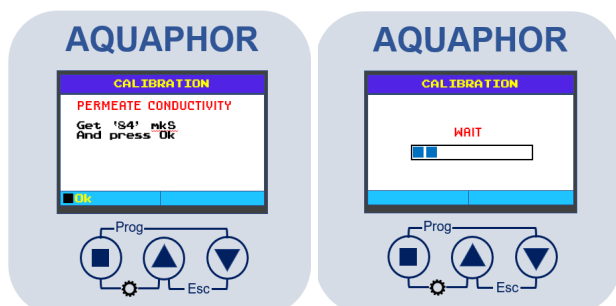 AQUAPHOR
CALIBRATION
PERMEATE CONDUCTIVITY
Get '84' mkS
And press Ok
Ok
Prog
Esc
AQUAPHOR
CALIBRATION
WAIT
Prog
Esc